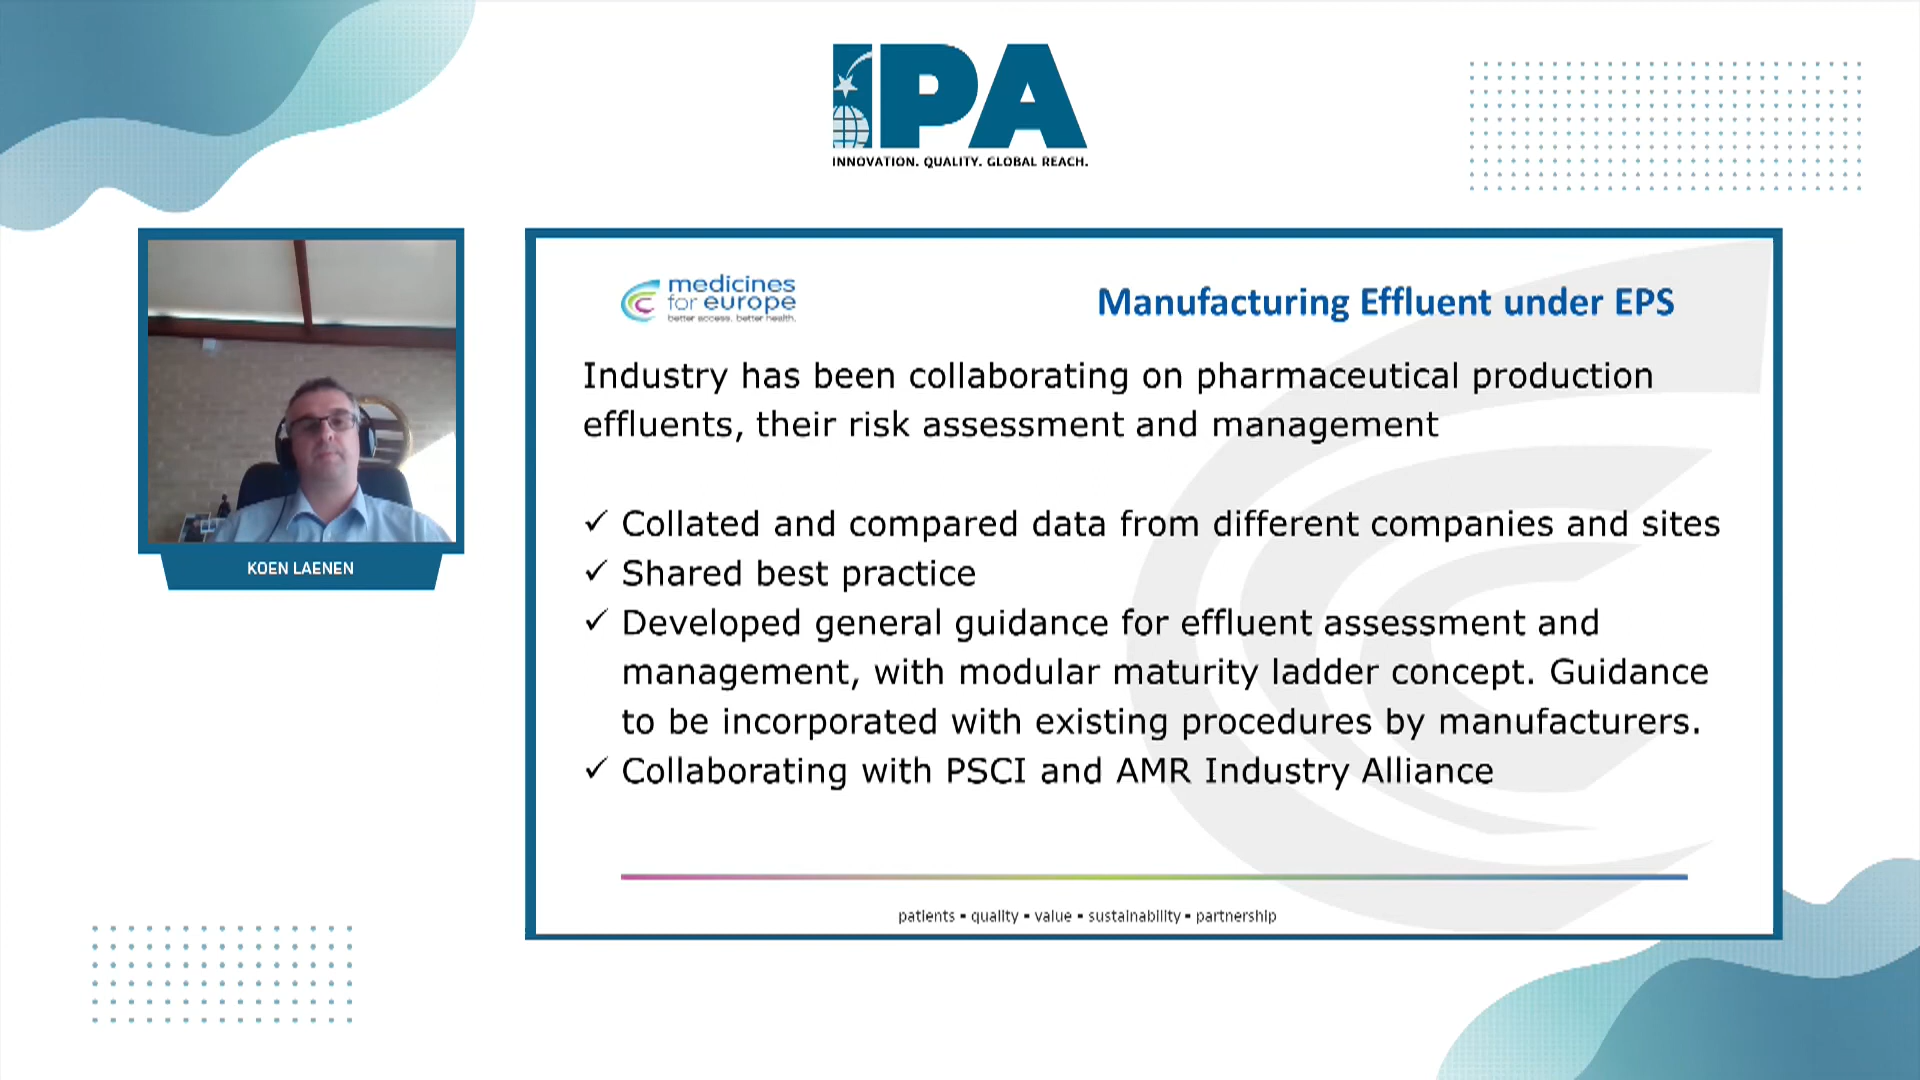 IPA
INNOVATION. QUALITY. GLOBAL REACH.
KOEN LAENEN
medicines
for europe
better access. better health.
Manufacturing Effluent under EPS
Industry has been collaborating on pharmaceutical production
effluents, their risk assessment and management
✓ Collated and compared data from different companies and sites
✓ Shared best practice
✓ Developed general guidance for effluent assessment and
management, with modular maturity ladder concept. Guidance
to be incorporated with existing procedures by manufacturers.
✓ Collaborating with PSCI and AMR Industry Alliance
patients ▪ quality ▪ value ▪ sustainability ▪ partnership